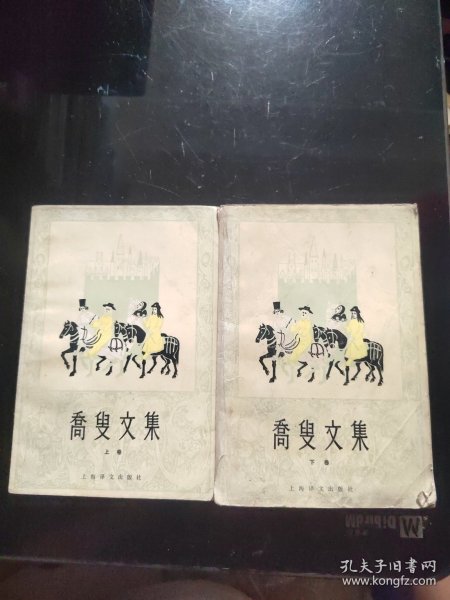 喬叟文集
上卷
上海译文出版社
喬叟文集
下卷
上海译文出版社
孔夫子旧书网
www.kongfz.com